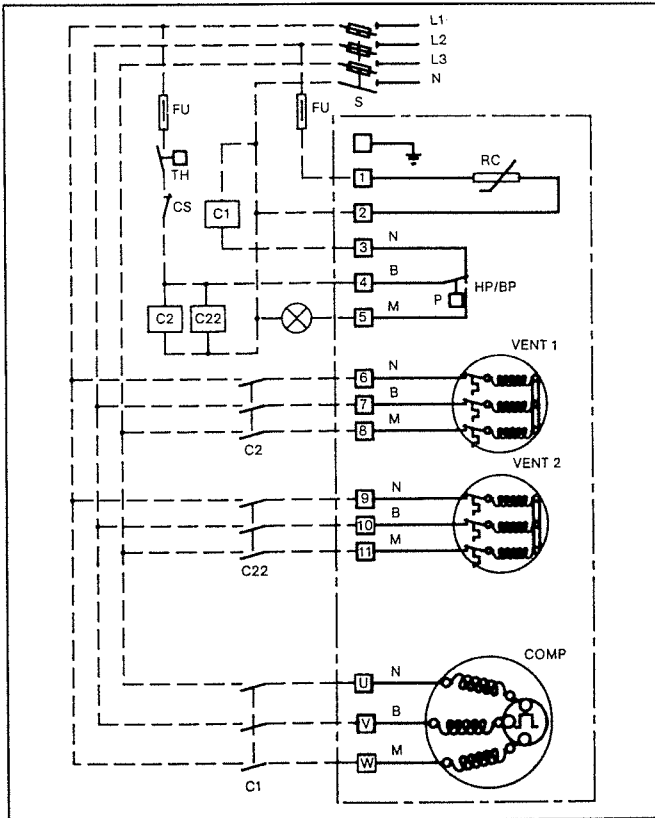 L1
L2
L3
N
S
FU
FU
TH
CS
C1
RC
1
2
3 N
4 B
HP/BP
P
5 M
C2
C22
VENT 1
6 N
7 B
8 M
C2
VENT 2
9 N
10 B
11 M
C22
COMP
U N
V B
W M
C1